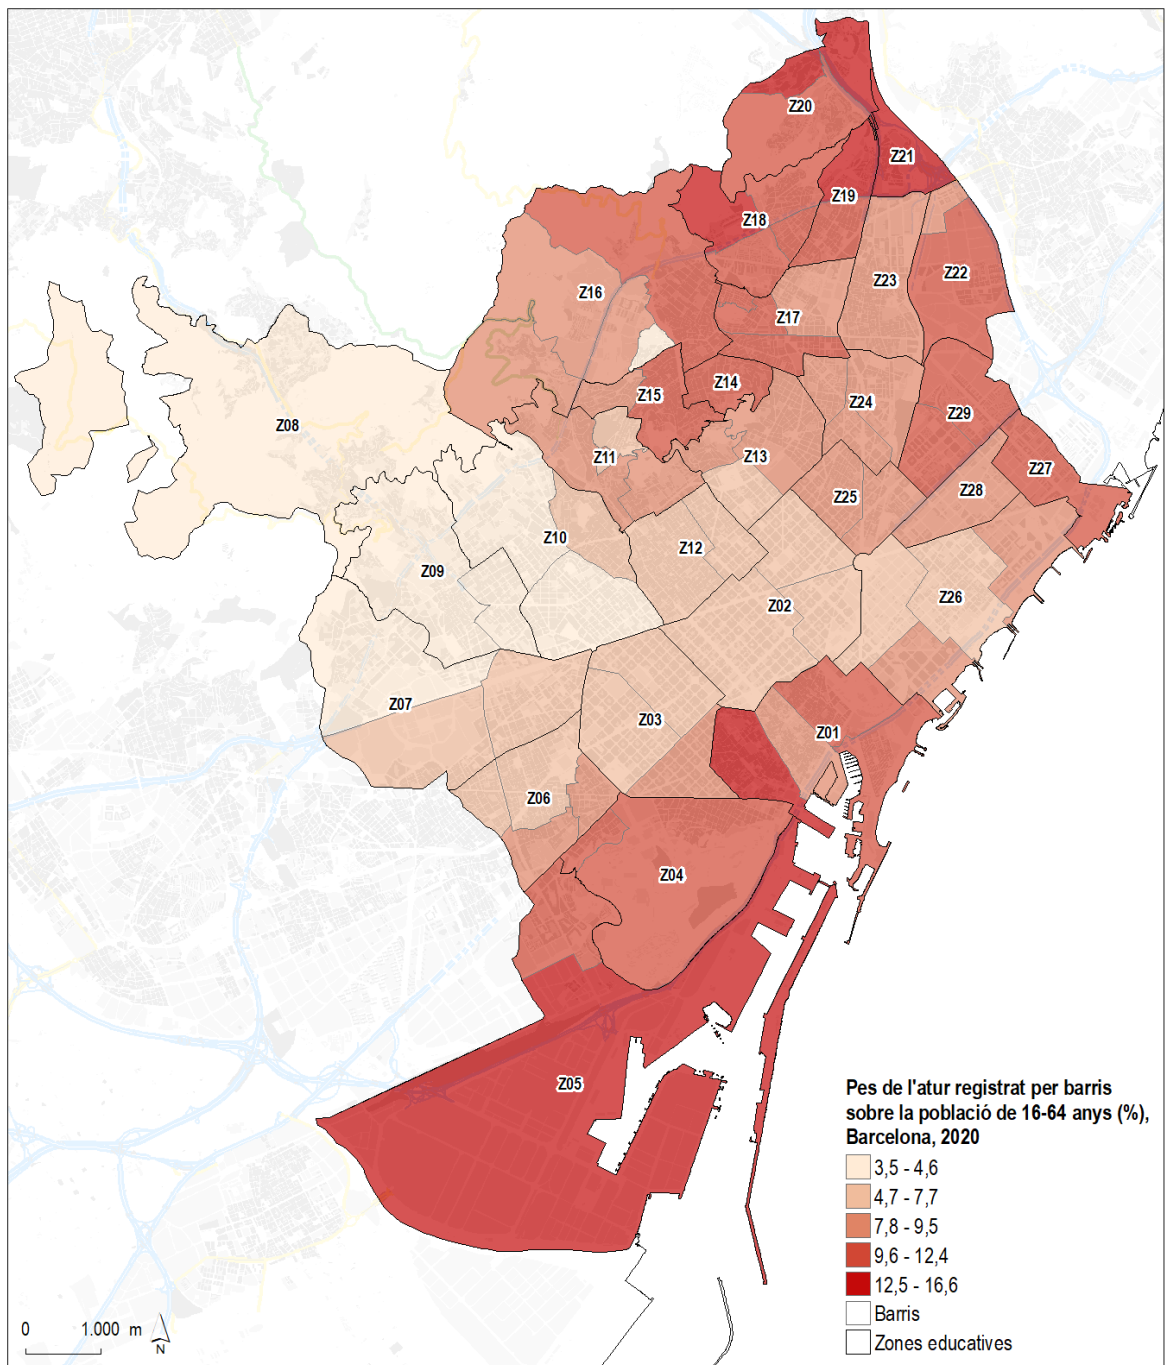 Z20
Z21
Z19
Z18
Z22
Z23
Z16
Z17
Z14
Z15
Z24
Z29
Z08
Z11
Z13
Z27
Z28
Z25
Z10
Z12
Z09
Z26
Z02
Z07
Z03
Z01
Z06
Z04
Z05
Pes de l'atur registrat per barris
sobre la població de 16-64 anys (%),
Barcelona, 2020
3,5 - 4,6
4,7 - 7,7
7,8 - 9,5
9,6 - 12,4
12,5 - 16,6
Barris
Zones educatives
0 1.000 m
N